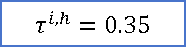 τ^{i,h} = 0.35